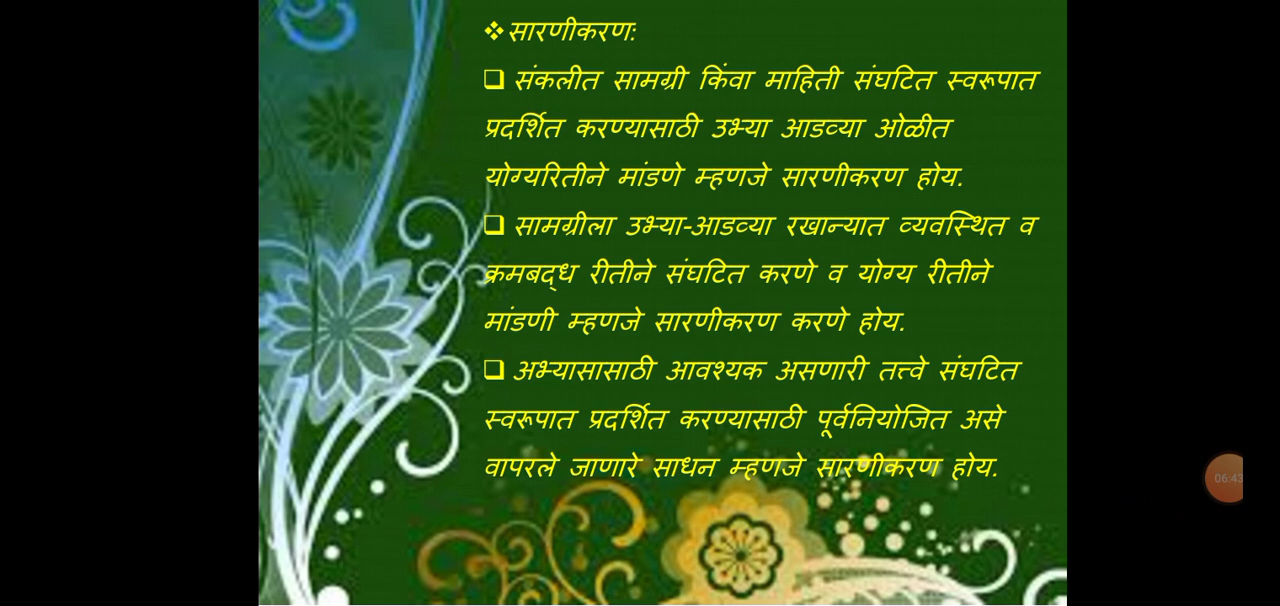 ❖सारणीकरण:
❑ संकलीत सामग्री किंवा माहिती संघटित स्वरूपात
प्रदर्शित करण्यासाठी उभ्या आडव्या ओळीत
योग्यरितीने मांडणे म्हणजे सारणीकरण होय.
❑ सामग्रीला उभ्या-आडव्या रखान्यात व्यवस्थित व
क्रमबद्ध रीतीने संघटित करणे व योग्य रीतीने
मांडणी म्हणजे सारणीकरण करणे होय.
❑ अभ्यासासाठी आवश्यक असणारी तत्त्वे संघटित
स्वरूपात प्रदर्शित करण्यासाठी पूर्वनियोजित असे
वापरले जाणारे साधन म्हणजे सारणीकरण होय.
06:43